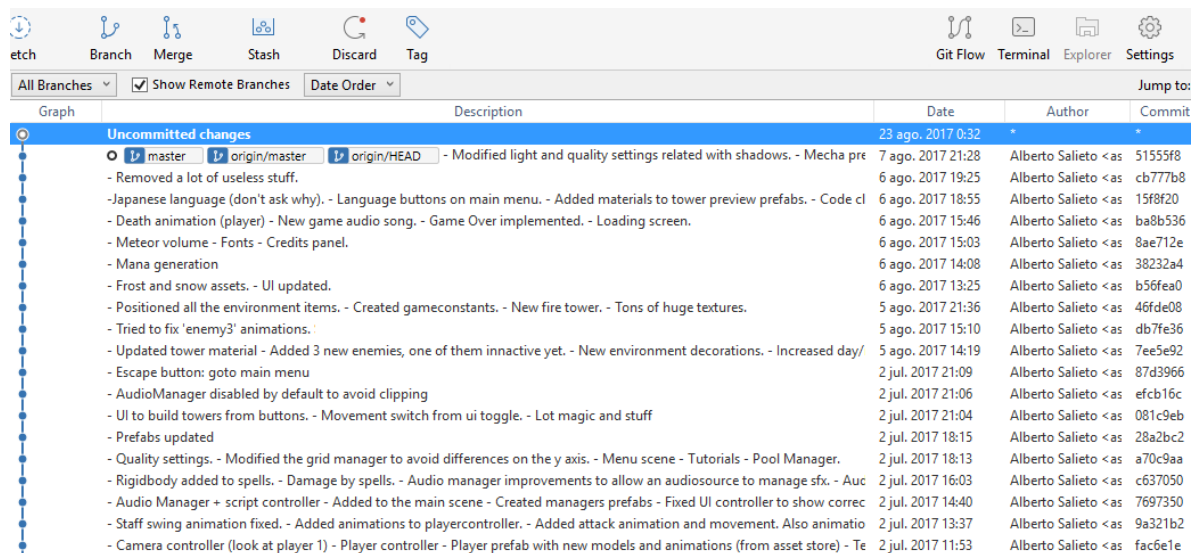 etch Branch Merge Stash Discard Tag Git Flow Terminal Explorer Settings
All Branches Show Remote Branches Date Order Jump to:
Graph Description Date Author Commit
Uncommitted changes 23 ago. 2017 0:32 * *
master origin/master origin/HEAD - Modified light and quality settings related with shadows. - Mecha pre 7 ago. 2017 21:28 Alberto Salieto <as 51555f8
- Removed a lot of useless stuff. 6 ago. 2017 19:25 Alberto Salieto <as cb777b8
-Japanese language (don't ask why). - Language buttons on main menu. - Added materials to tower preview prefabs. - Code cl 6 ago. 2017 18:55 Alberto Salieto <as 15f8f20
- Death animation (player) - New game audio song. - Game Over implemented. - Loading screen. 6 ago. 2017 15:46 Alberto Salieto <as ba8b536
- Meteor volume - Fonts - Credits panel. 6 ago. 2017 15:03 Alberto Salieto <as 8ae712e
- Mana generation 6 ago. 2017 14:08 Alberto Salieto <as 38232a4
- Frost and snow assets. - UI updated. 6 ago. 2017 13:25 Alberto Salieto <as b56fea0
- Positioned all the environment items. - Created gameconstants. - New fire tower. - Tons of huge textures. 5 ago. 2017 21:36 Alberto Salieto <as 46fde08
- Tried to fix 'enemy3' animations. 5 ago. 2017 15:10 Alberto Salieto <as db7fe36
- Updated tower material - Added 3 new enemies, one of them innactive yet. - New environment decorations. - Increased day/ 5 ago. 2017 14:19 Alberto Salieto <as 7ee5e92
- Escape button: goto main menu 2 jul. 2017 21:09 Alberto Salieto <as 87d3966
- AudioManager disabled by default to avoid clipping 2 jul. 2017 21:06 Alberto Salieto <as efcb16c
- UI to build towers from buttons. - Movement switch from ui toggle. - Lot magic and stuff 2 jul. 2017 21:04 Alberto Salieto <as 081c9eb
- Prefabs updated 2 jul. 2017 18:15 Alberto Salieto <as 28a2bc2
- Quality settings. - Modified the grid manager to avoid differences on the y axis. - Menu scene - Tutorials - Pool Manager. 2 jul. 2017 18:13 Alberto Salieto <as a70c9aa
- Rigidbody added to spells. - Damage by spells. - Audio manager improvements to allow an audiosource to manage sfx. - Auc 2 jul. 2017 16:03 Alberto Salieto <as c637050
- Audio Manager + script controller - Added to the main scene - Created managers prefabs - Fixed UI controller to show correc 2 jul. 2017 14:40 Alberto Salieto <as 7697350
- Staff swing animation fixed. - Added animations to playercontroller. - Added attack animation and movement. Also animatio 2 jul. 2017 13:37 Alberto Salieto <as 9a321b2
- Camera controller (look at player 1) - Player controller - Player prefab with new models and animations (from asset store) - Te 2 jul. 2017 11:53 Alberto Salieto <as fac6e1e